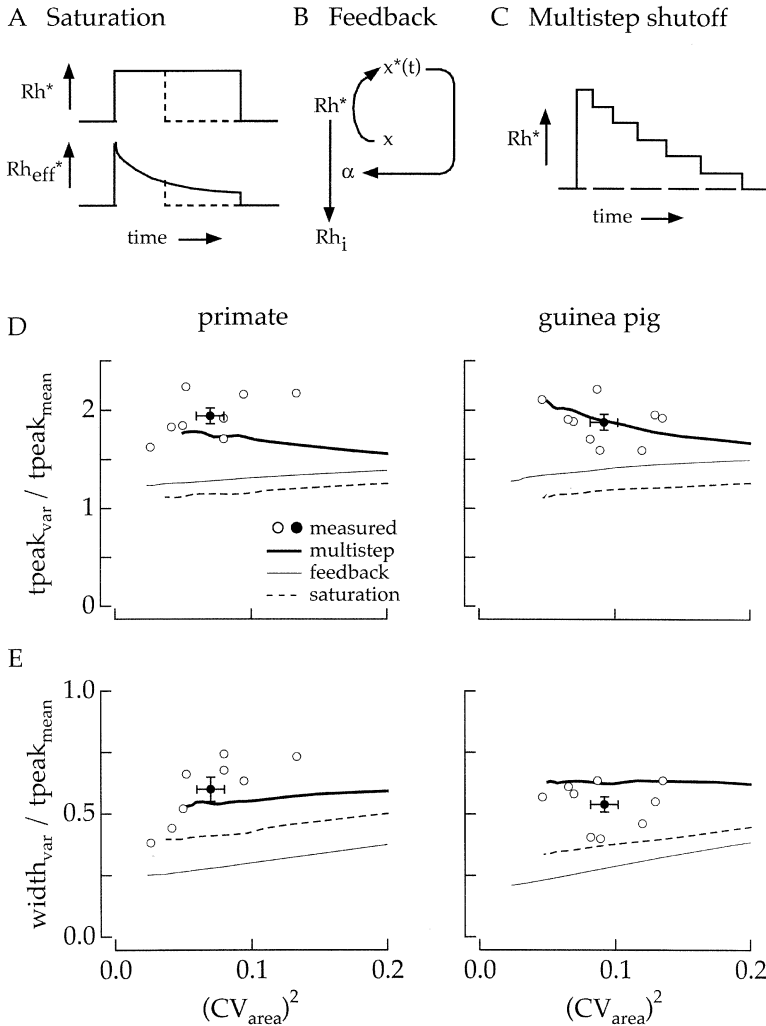 A Saturation
B Feedback
C Multistep shutoff
Rh*
Rheff*
time
x*(t)
Rh*
x
α
Rhi
Rh*
time
D
primate
guinea pig
tpeakvar / tpeakmean
2
1
0
measured
multistep
feedback
saturation
E
widthvar / tpeakmean
1.0
0.5
0.0
0.0
0.1
0.2
(CVarea)2
0.0
0.1
0.2
(CVarea)2